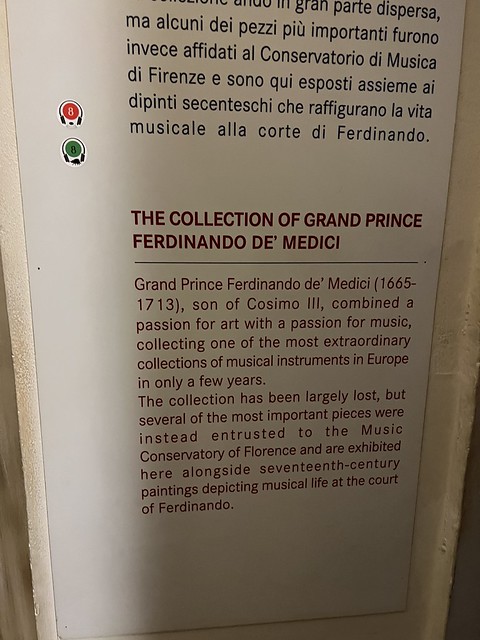 ando in gran parte dispersa,
ma alcuni dei pezzi più importanti furono
invece affidati al Conservatorio di Musica
di Firenze e sono qui esposti assieme ai
dipinti secenteschi che raffigurano la vita
musicale alla corte di Ferdinando.
8
8
THE COLLECTION OF GRAND PRINCE
FERDINANDO DE' MEDICI
Grand Prince Ferdinando de' Medici (1665-
1713), son of Cosimo III, combined a
passion for art with a passion for music,
collecting one of the most extraordinary
collections of musical instruments in Europe
in only a few years.
The collection has been largely lost, but
several of the most important pieces were
instead entrusted to the Music
Conservatory of Florence and are exhibited
here alongside seventeenth-century
paintings depicting musical life at the court
of Ferdinando.